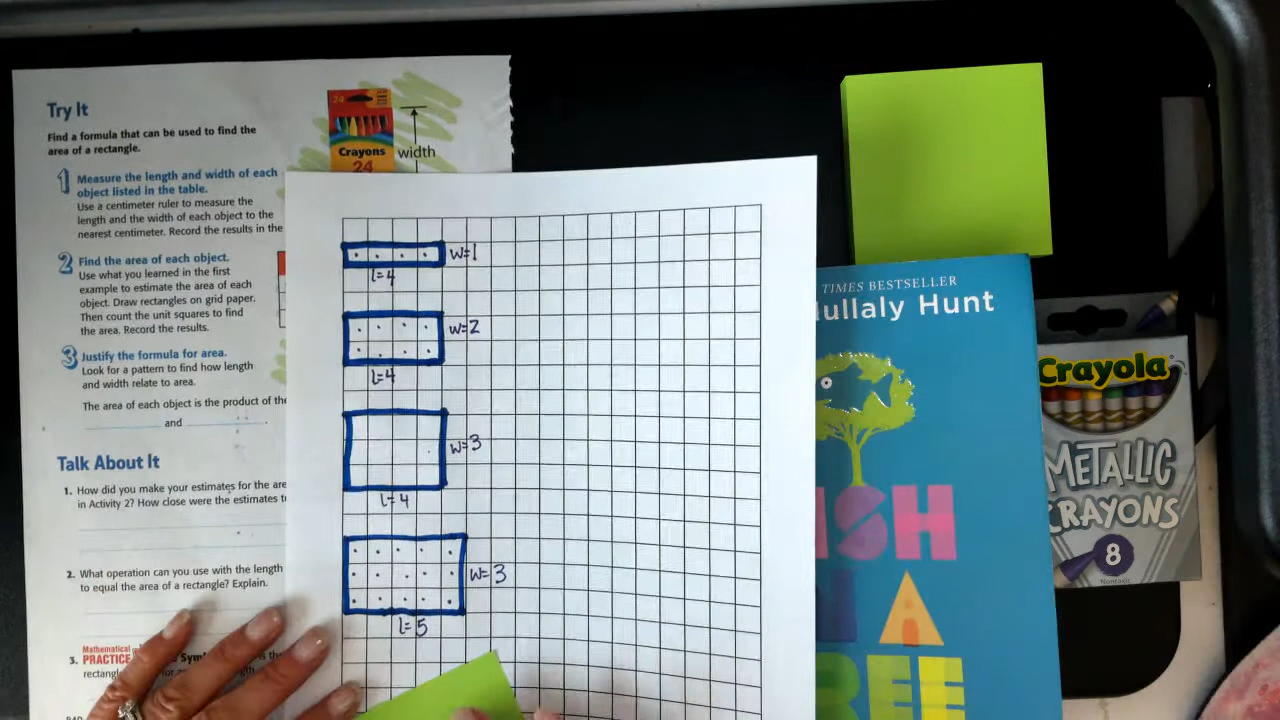 Try It
Find a formula that can be used to find the
area of a rectangle.
1 Measure the length and width of each
object listed in the table.
Use a centimeter ruler to measure the
length and the width of each object to the
nearest centimeter. Record the results in the
2 Find the area of each object.
Use what you learned in the first
example to estimate the area of each
object. Draw rectangles on grid paper.
Then count the unit squares to find
the area. Record the results.
3 Justify the formula for area.
Look for a pattern to find how length
and width relate to area.
The area of each object is the product of the
and
.
Talk About It
1. How did you make your estimates for the are
in Activity 2? How close were the estimates t
2. What operation can you use with the length
to equal the area of a rectangle? Explain.
Mathematical
3. PRACTICE
rectangl
24
Crayons
24
width
w=1
l=4
w=2
l=4
w=3
l=4
w=3
l=5
TIMES BESTSELLER
ullaly Hunt
ISH
N A
REE
Crayola
METALLIC
CRAYONS
8
Nontoxic